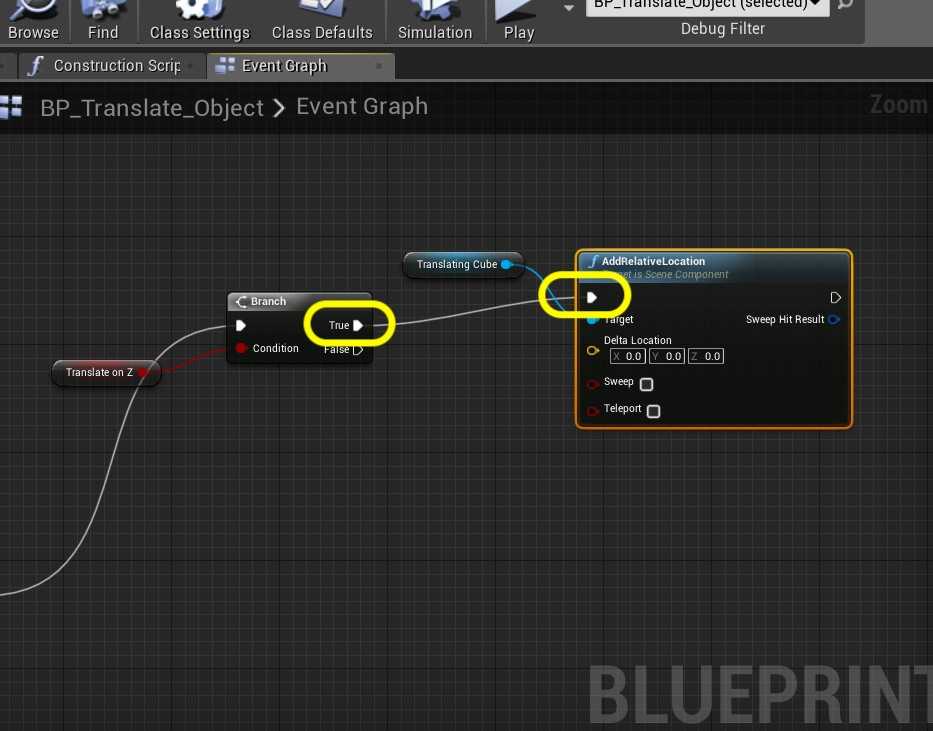 BP_Translate_Object (selected)
Browse
Find
Class Settings
Class Defaults
Simulation
Play
Debug Filter
Construction Scrip
Event Graph
BP_Translate_Object > Event Graph
Zoom
Translating Cube
AddRelativeLocation
Target is Scene Component
Branch
True
Condition
False
Translate on Z
Target
Sweep Hit Result
Delta Location
X 0.0 Y 0.0 Z 0.0
Sweep
Teleport
BLUEPRINT